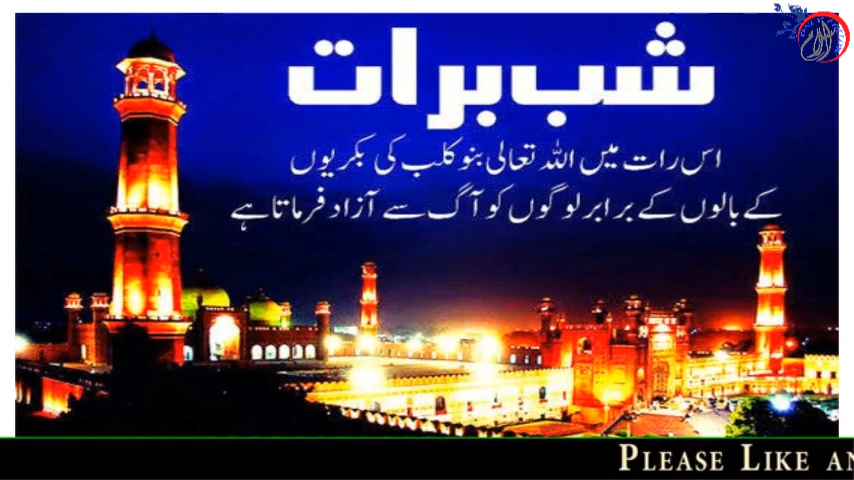 شب برات
اس رات میں اللہ تعالی بنو کلب کی بکریوں
کے بالوں کے برابر لوگوں کو آگ سے آزاد فرماتا ہے
PLEASE LIKE AN